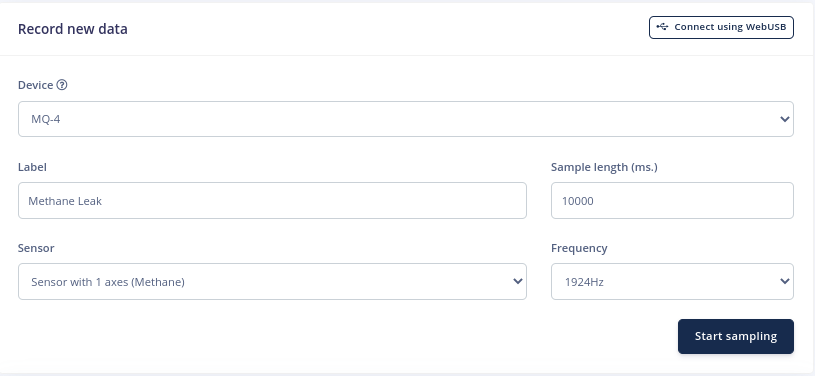 Record new data
Connect using WebUSB
Device ?
MQ-4
Label
Sample length (ms.)
Methane Leak
10000
Sensor
Frequency
Sensor with 1 axes (Methane)
1924Hz
Start sampling